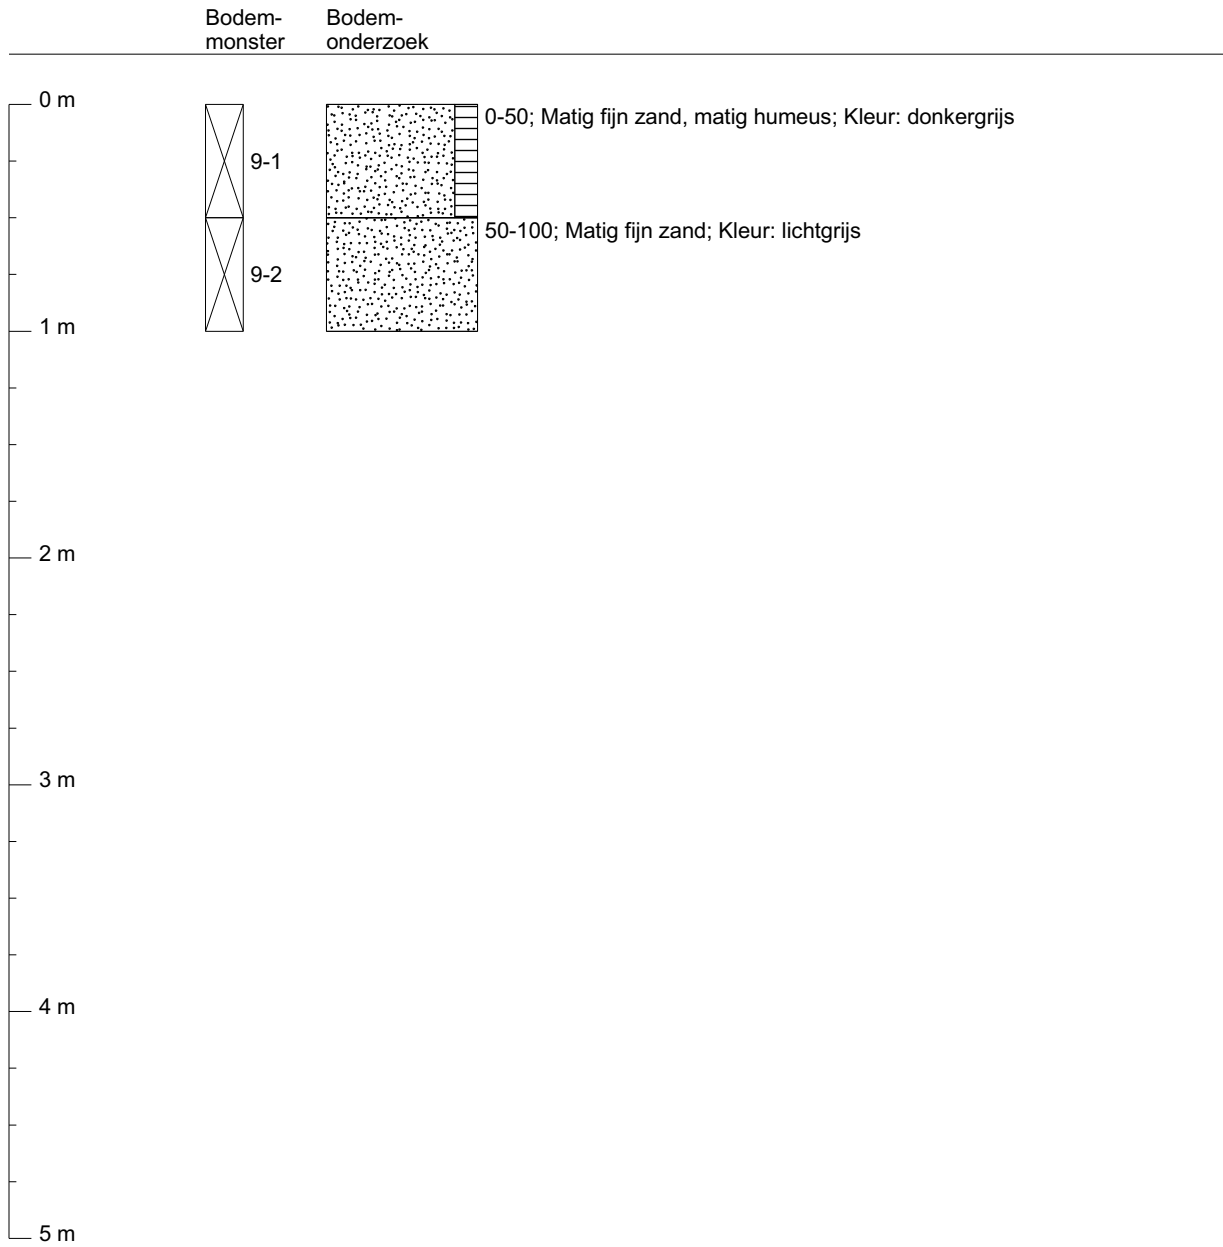 Bodem-
monster
Bodem-
onderzoek
0 m
0-50; Matig fijn zand, matig humeus; Kleur: donkergrijs
9-1
50-100; Matig fijn zand; Kleur: lichtgrijs
9-2
1 m
2 m
3 m
4 m
5 m